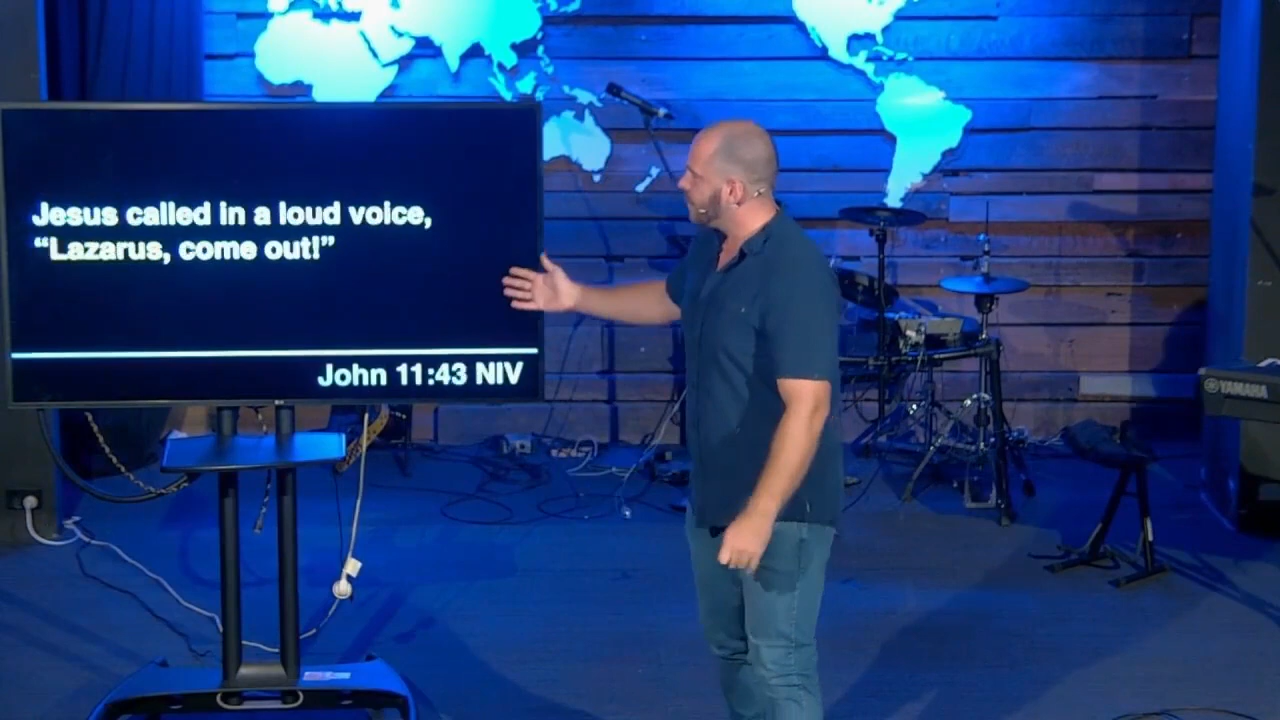 Jesus called in a loud voice,
“Lazarus, come out!”
John 11:43 NIV
YAMAHA